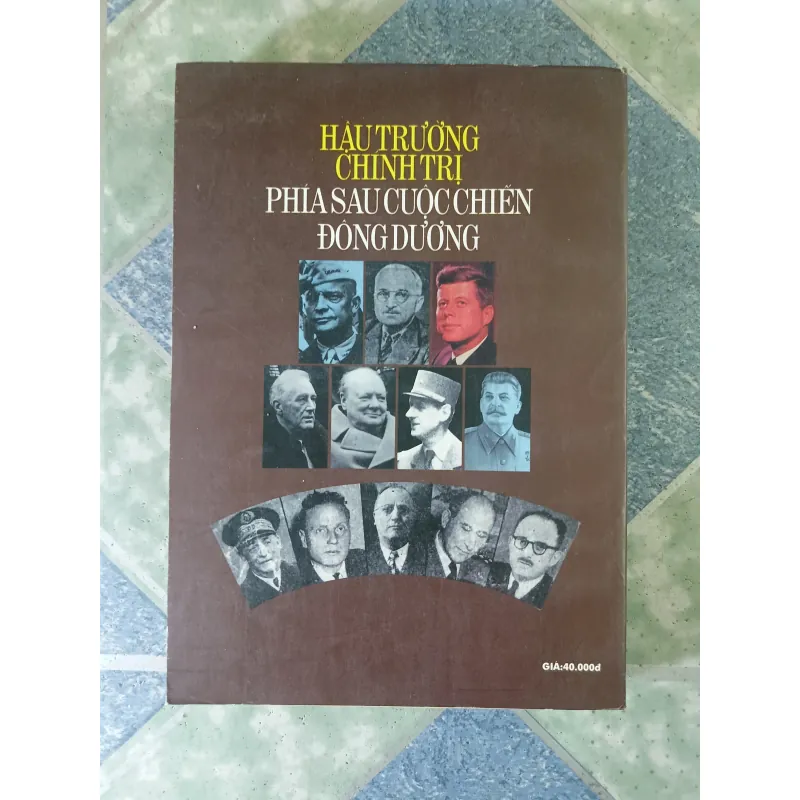 HẬU TRƯỜNG
CHÍNH TRỊ
PHÍA SAU CUỘC CHIẾN
ĐÔNG DƯƠNG
GIÁ:40.000đ